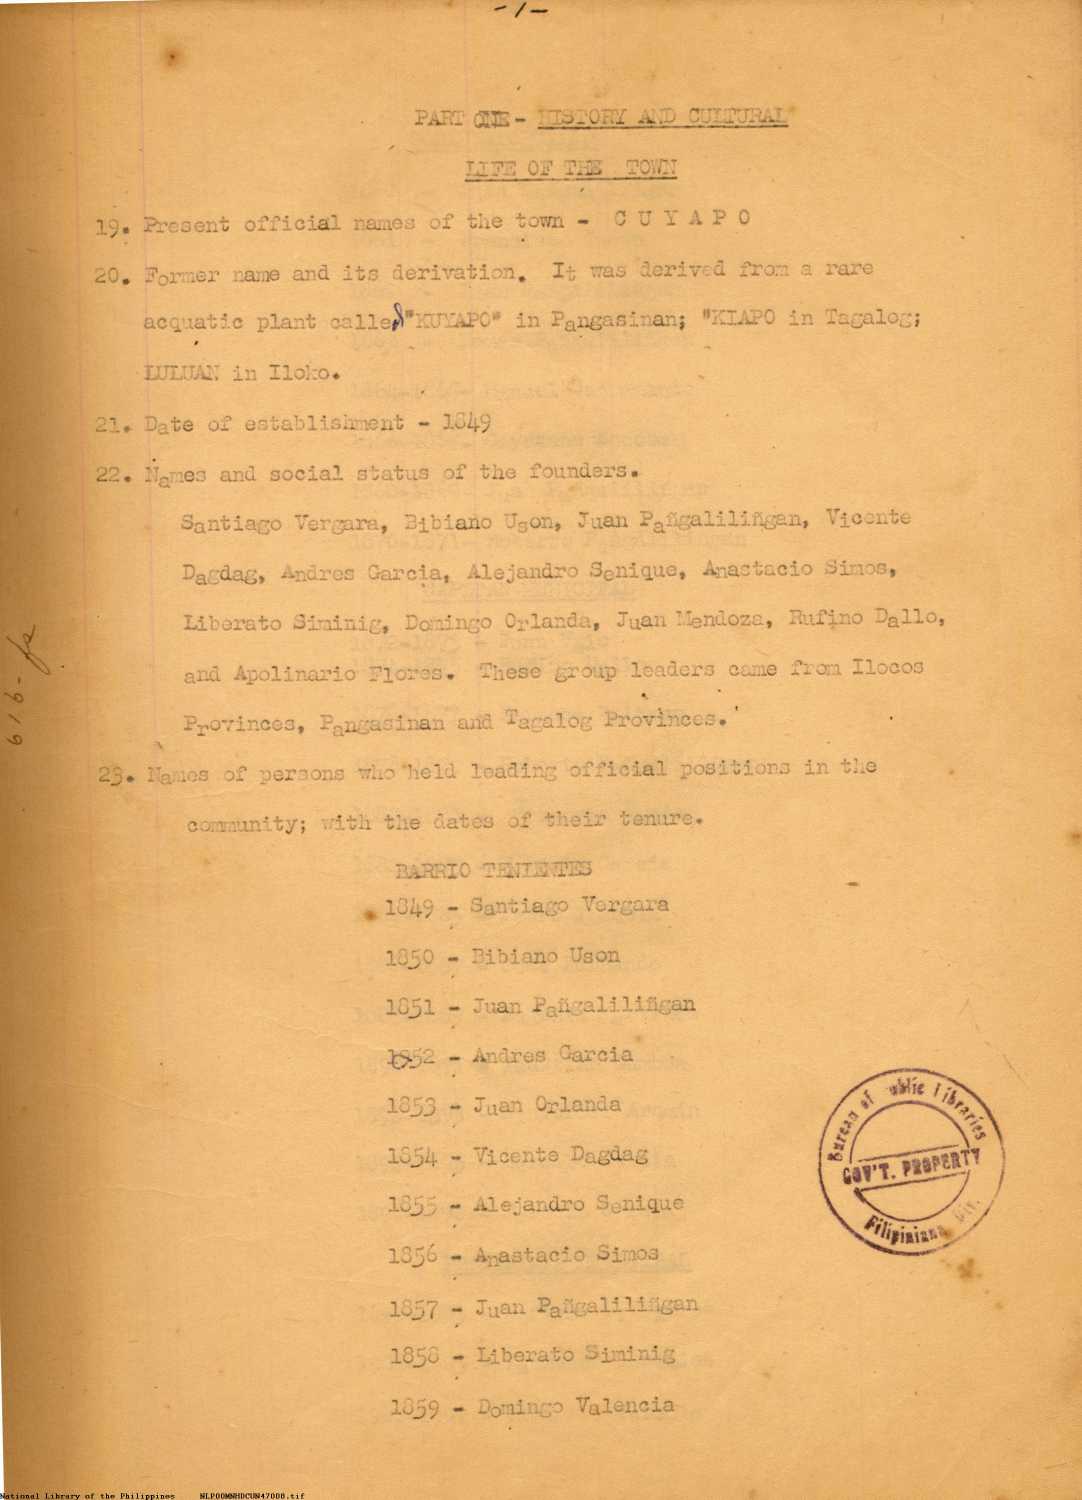 -1-
PART ONE - HISTORY AND CULTURAL
LIFE OF THE TOWN
19. Present official names of the town - C U Y A P O
20. Former name and its derivation. It was derived from a rare
acquatic plant called "KUYAPO" in Pangasinan; "KIAPO in Tagalog;
LULUAN in Iloko.
21. Date of establishment - 1849
22. Names and social status of the founders.
Santiago Vergara, Bibiano Uson, Juan Pañgaliliñgan, Vicente
Dagdag, Andres Garcia, Alejandro Senique, Anastacio Simos,
Liberato Siminig, Domingo Orlanda, Juan Mendoza, Rufino Dallo,
and Apolinario Flores. These group leaders came from Ilocos
Provinces, Pangasinan and Tagalog Provinces.
23. Names of persons who held leading official positions in the
community; with the dates of their tenure.
BARRIO TENIENTES
1849 - Santiago Vergara
1850 - Bibiano Uson
1851 - Juan Pañgaliliñgan
1852 - Andres Garcia
1853 - Juan Orlanda
1854 - Vicente Dagdag
1855 - Alejandro Senique
1856 - Anastacio Simos
1857 - Juan Pañgaliliñgan
1858 - Liberato Siminig
1859 - Domingo Valencia
Bureau of Public Libraries
GOV'T. PROPERTY
Filipiniana Div.
National Library of the Philippines NLPOOMNHDCUN47008.tif